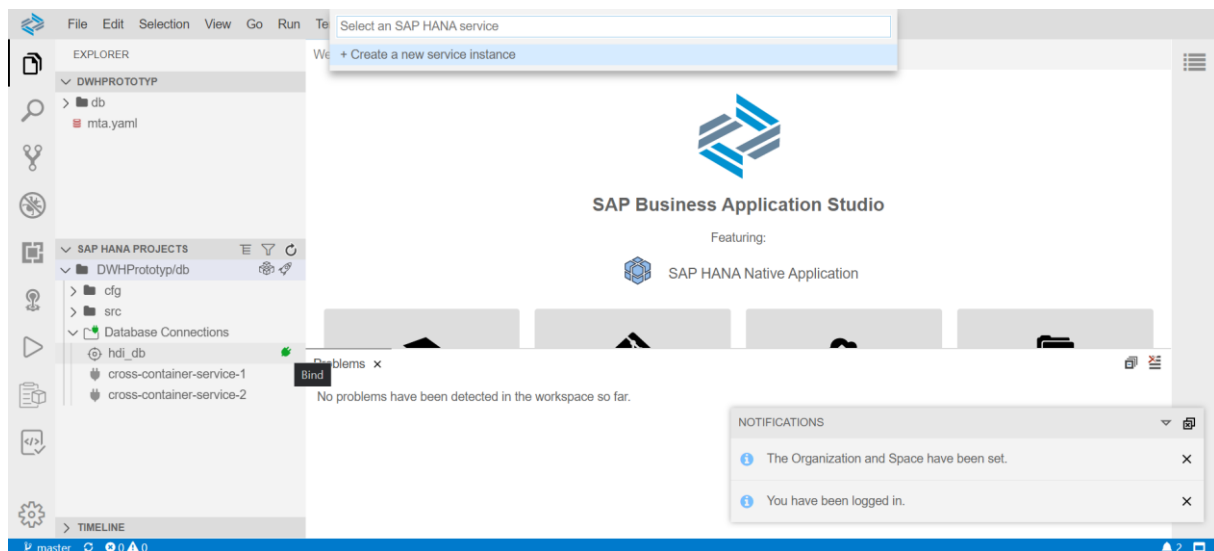 File Edit Selection View Go Run Te
Select an SAP HANA service
+ Create a new service instance
EXPLORER
We
DWHPROTOTYP
db
mta.yaml
SAP HANA PROJECTS
DWHPrototyp/db
cfg
src
Database Connections
hdi_db
Bind
cross-container-service-1
cross-container-service-2
TIMELINE
SAP Business Application Studio
Featuring:
SAP HANA Native Application
Problems
No problems have been detected in the workspace so far.
NOTIFICATIONS
The Organization and Space have been set.
You have been logged in.
master 0 0 2